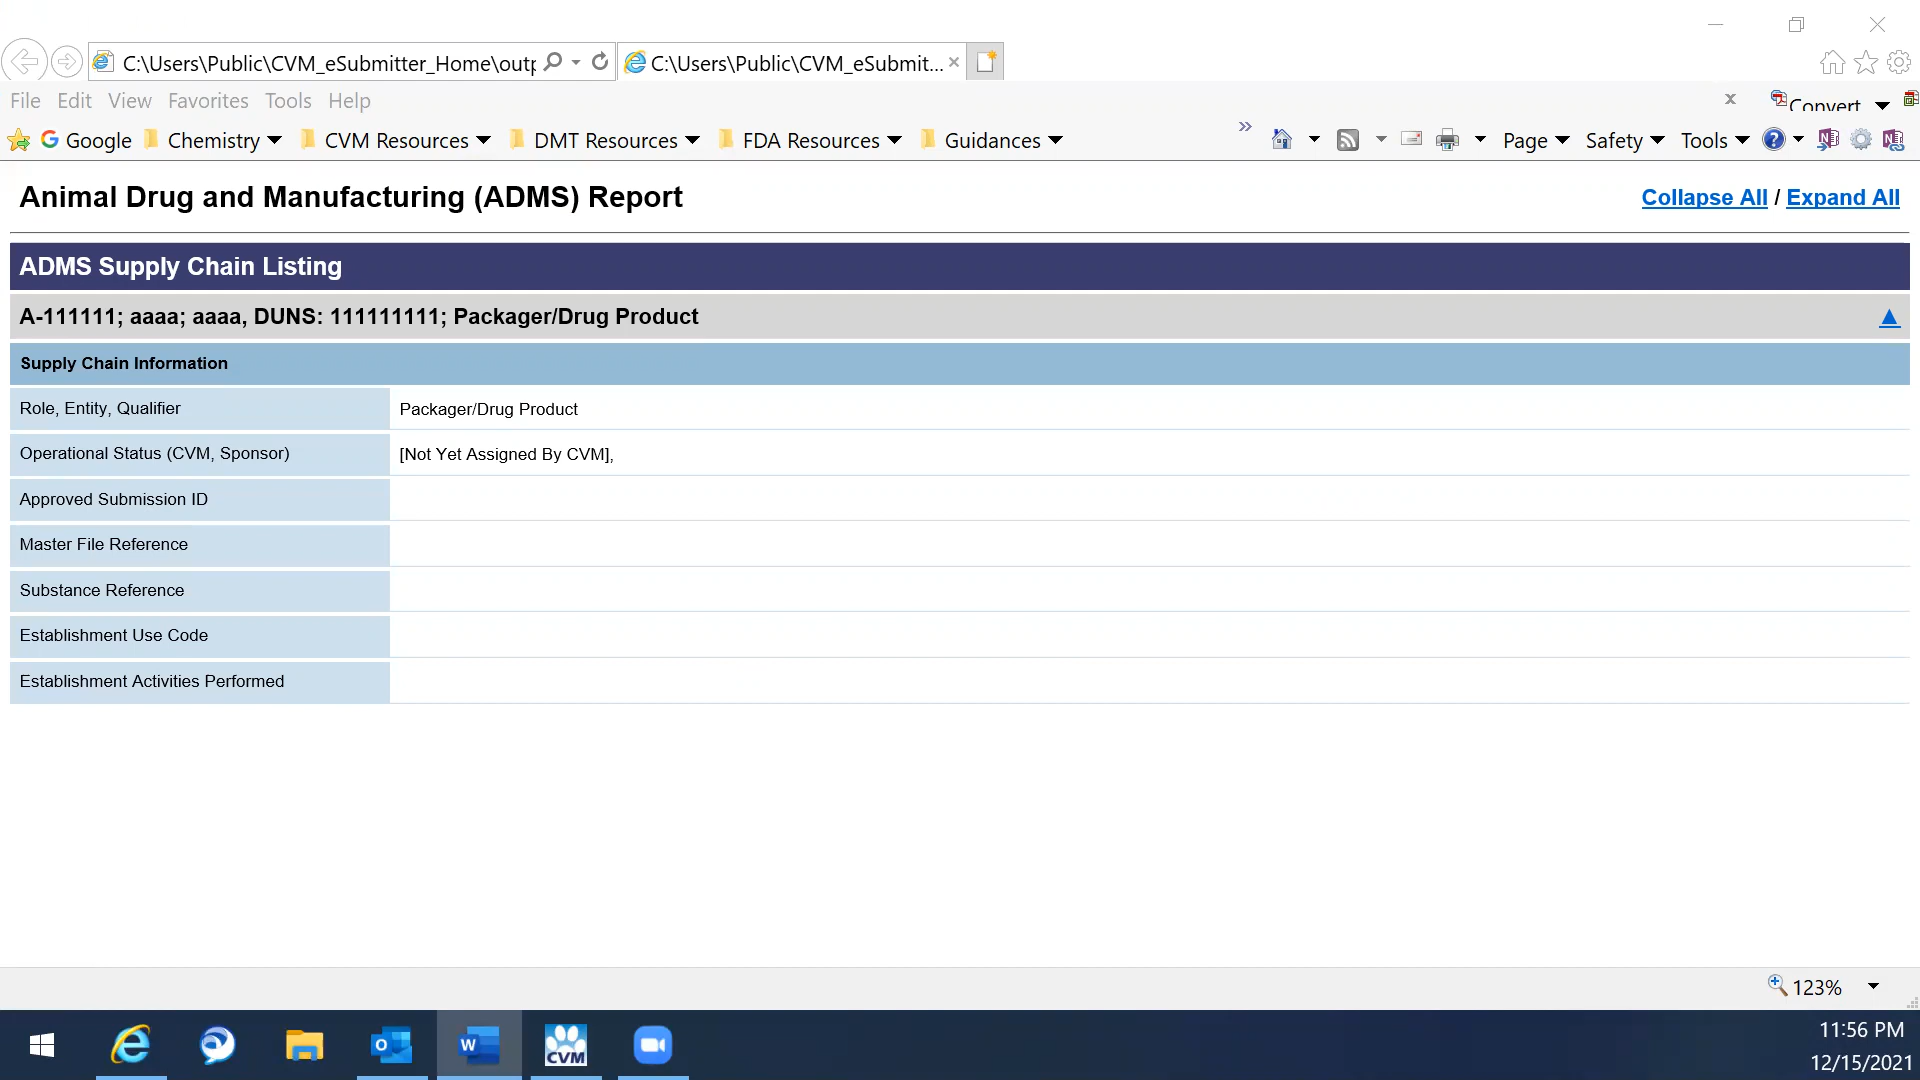 C:\Users\Public\CVM_eSubmitter_Home\outp
C:\Users\Public\CVM_eSubmit...
File Edit View Favorites Tools Help
x Convert
Google Chemistry CVM Resources DMT Resources FDA Resources Guidances » Page Safety Tools
Animal Drug and Manufacturing (ADMS) Report
Collapse All / Expand All
ADMS Supply Chain Listing
A-111111; aaaa; aaaa, DUNS: 111111111; Packager/Drug Product
Supply Chain Information
Role, Entity, Qualifier Packager/Drug Product
Operational Status (CVM, Sponsor) [Not Yet Assigned By CVM],
Approved Submission ID
Master File Reference
Substance Reference
Establishment Use Code
Establishment Activities Performed
123%
CVM
11:56 PM
12/15/2021